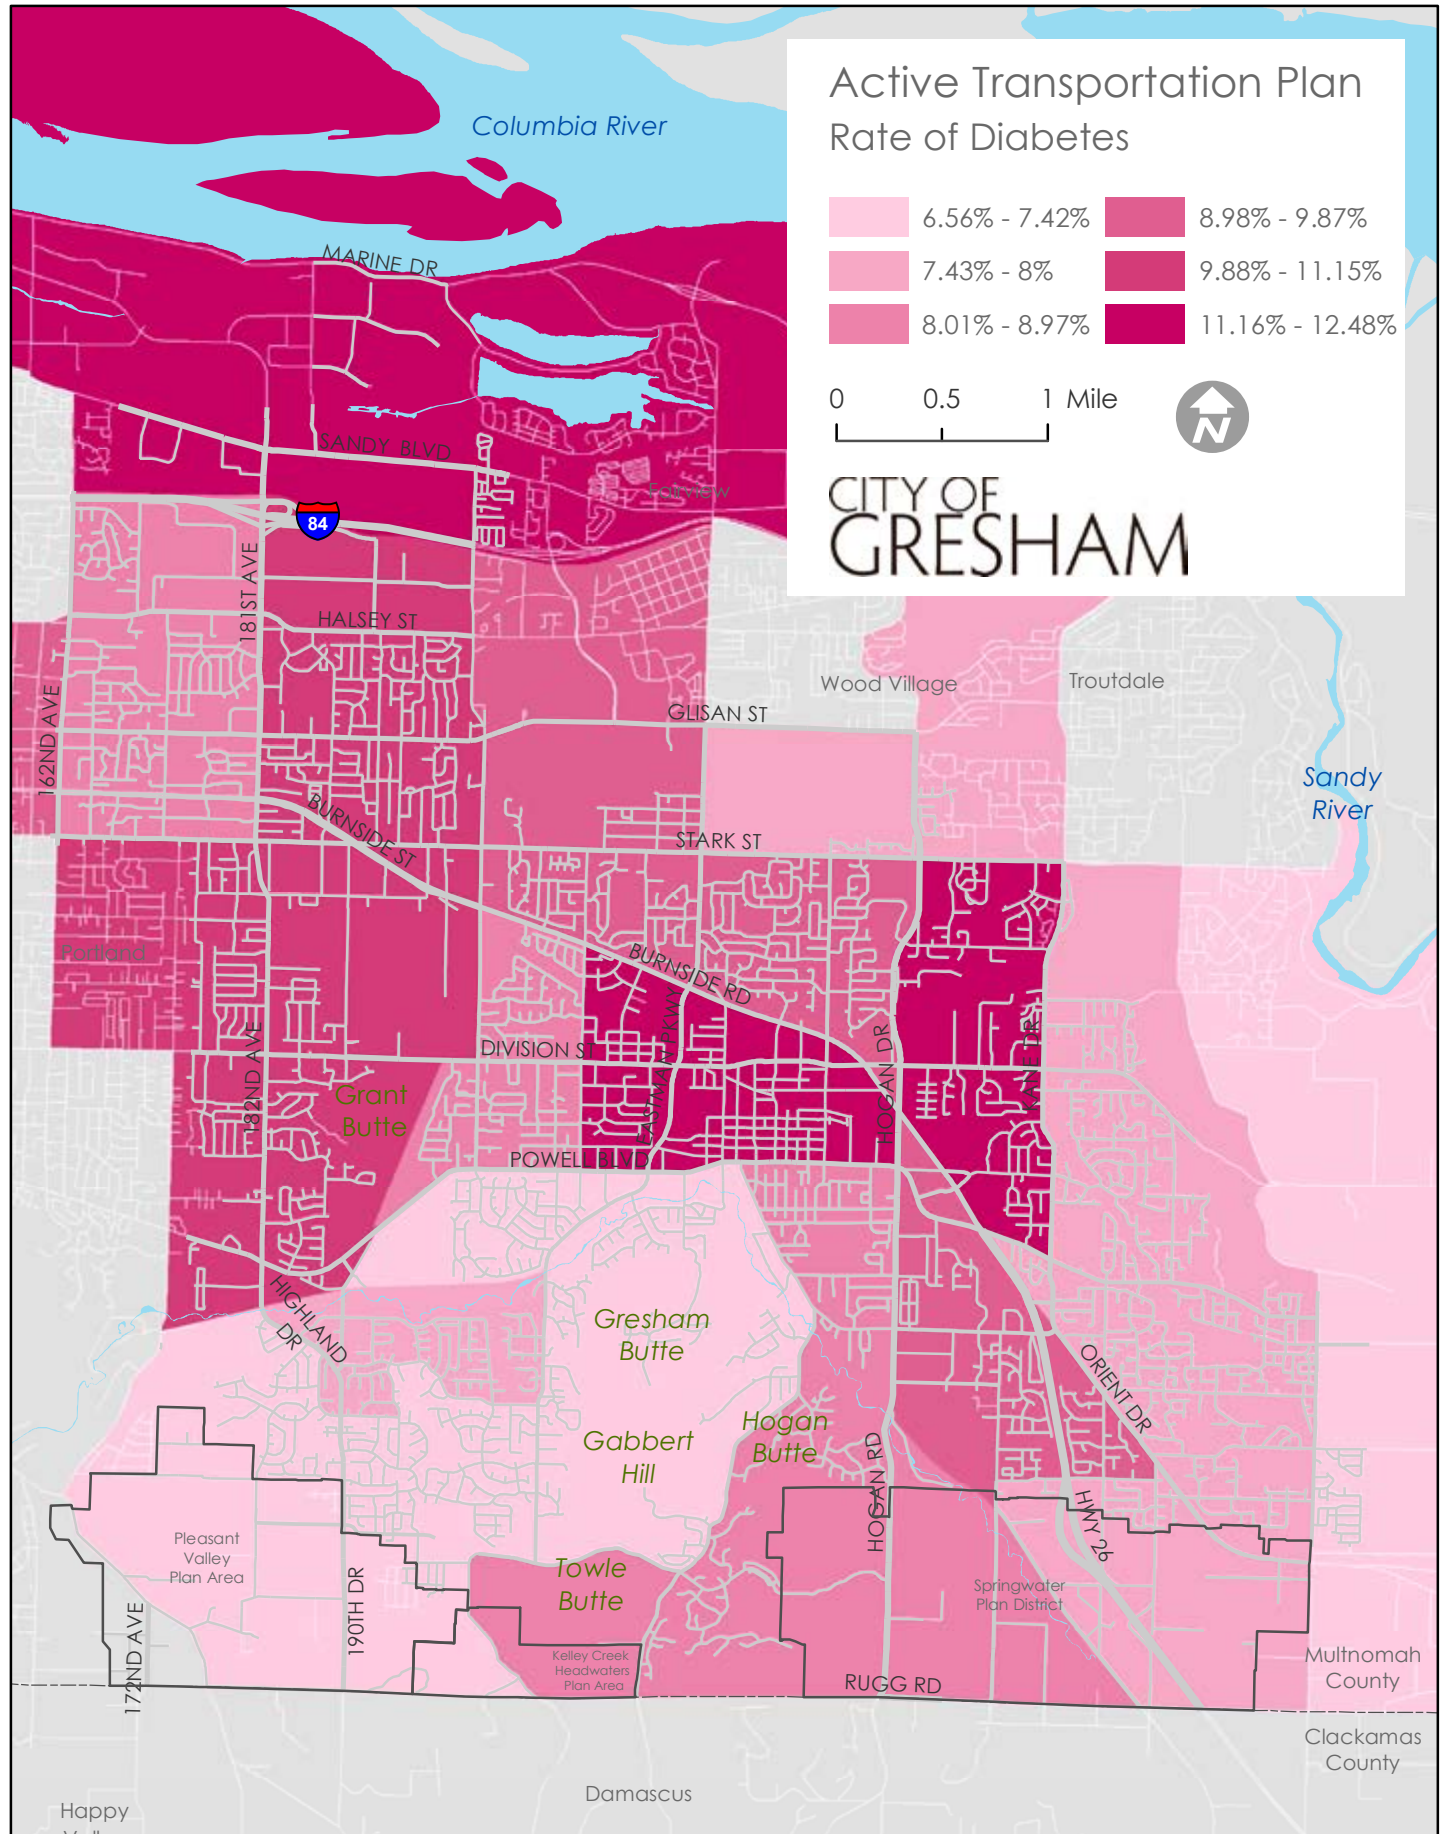 Active Transportation Plan
Rate of Diabetes
6.56% - 7.42%
8.98% - 9.87%
7.43% - 8%
9.88% - 11.15%
8.01% - 8.97%
11.16% - 12.48%
0 0.5 1 Mile
N
CITY OF
GRESHAM
Columbia River
MARINE DR
SANDY BLVD
Fairview
84
181ST AVE
HALSEY ST
162ND AVE
Wood Village
Troutdale
GLISAN ST
Sandy
River
BURNSIDE ST
STARK ST
Portland
BURNSIDE RD
EASTMAN PKWY
182ND AVE
DIVISION ST
HOGAN DR
KANE DR
Grant
Butte
POWELL BLVD
HIGHLAND
DR
Gresham
Butte
ORIENT DR
Hogan
Butte
Gabbert
Hill
HOGAN RD
HWY 26
Pleasant
Valley
Plan Area
190TH DR
Towle
Butte
Springwater
Plan District
172ND AVE
Kelley Creek
Headwaters
Plan Area
RUGG RD
Multnomah
County
Clackamas
County
Damascus
Happy